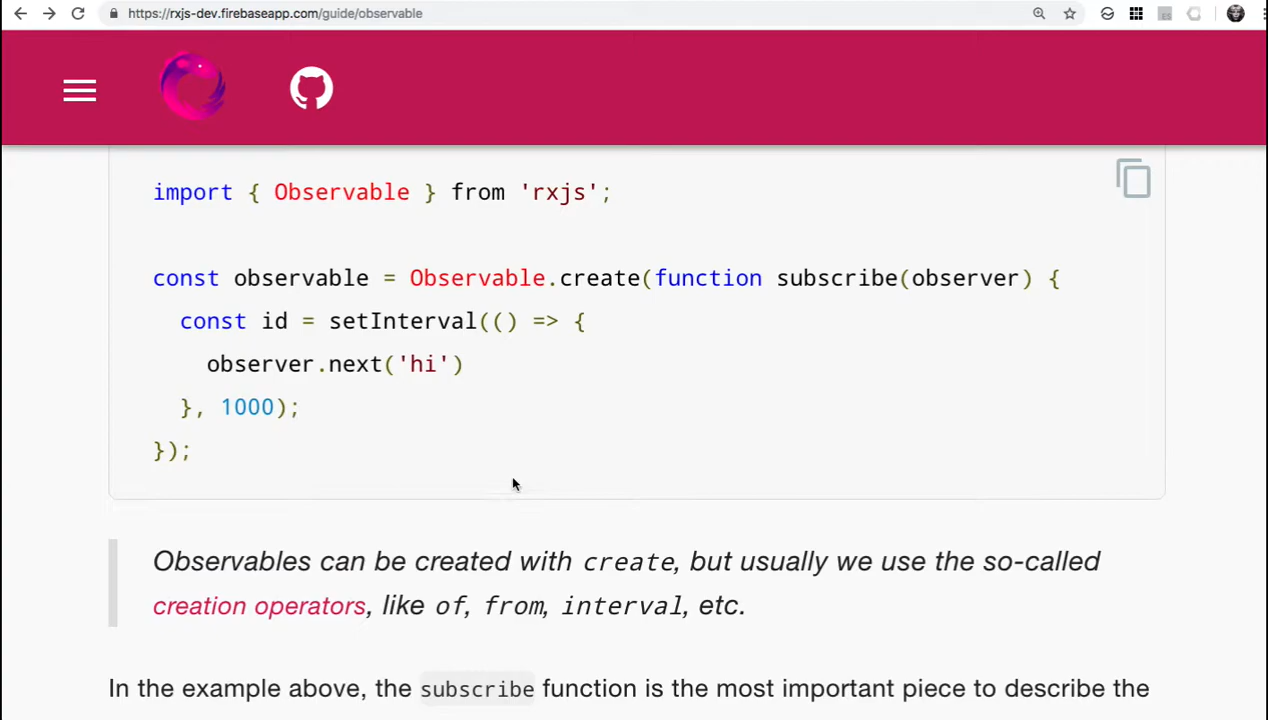 https://rxjs-dev.firebaseapp.com/guide/observable
import { Observable } from 'rxjs';
const observable = Observable.create(function subscribe(observer) {
const id = setInterval(() => {
observer.next('hi')
}, 1000);
});
Observables can be created with create, but usually we use the so-called
creation operators, like of, from, interval, etc.
In the example above, the subscribe function is the most important piece to describe the